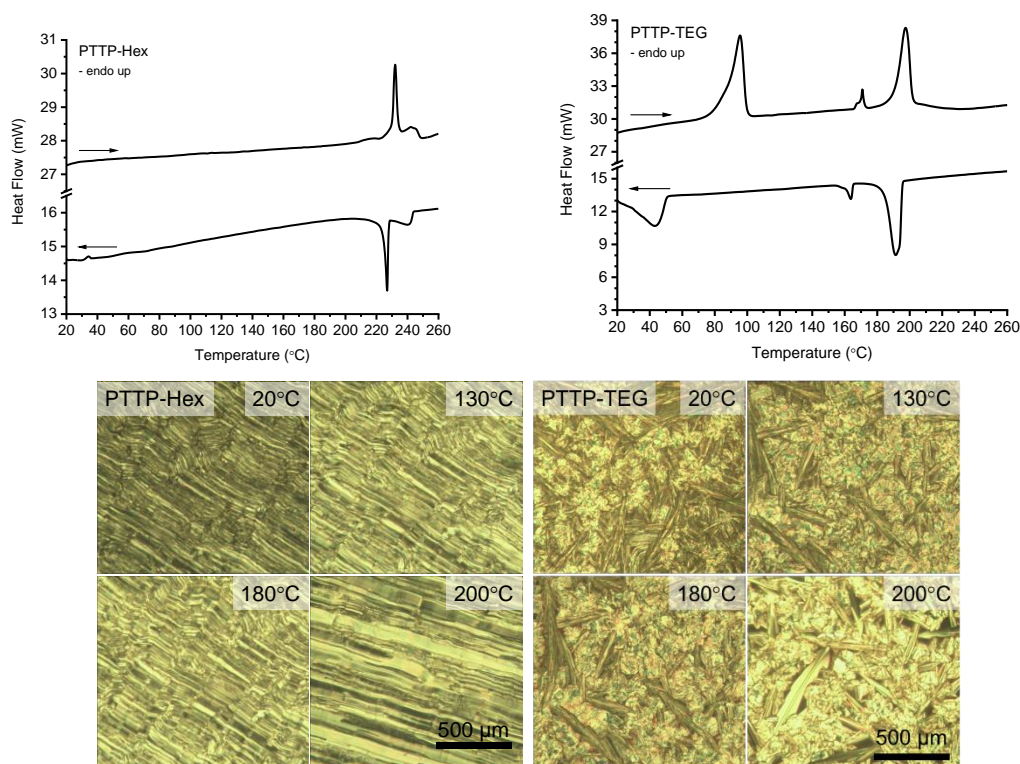 PTTP-Hex
- endo up
31
30
29
28
27
16
15
14
13
Heat Flow (mW)
20 40 60 80 100 120 140 160 180 200 220 240 260
Temperature (°C)
PTTP-TEG
- endo up
39
36
33
30
27
15
12
9
6
3
Heat Flow (mW)
20 40 60 80 100 120 140 160 180 200 220 240 260
Temperature (°C)
PTTP-Hex 20°C 130°C
180°C 200°C
500 μm
PTTP-TEG 20°C 130°C
180°C 200°C
500 μm